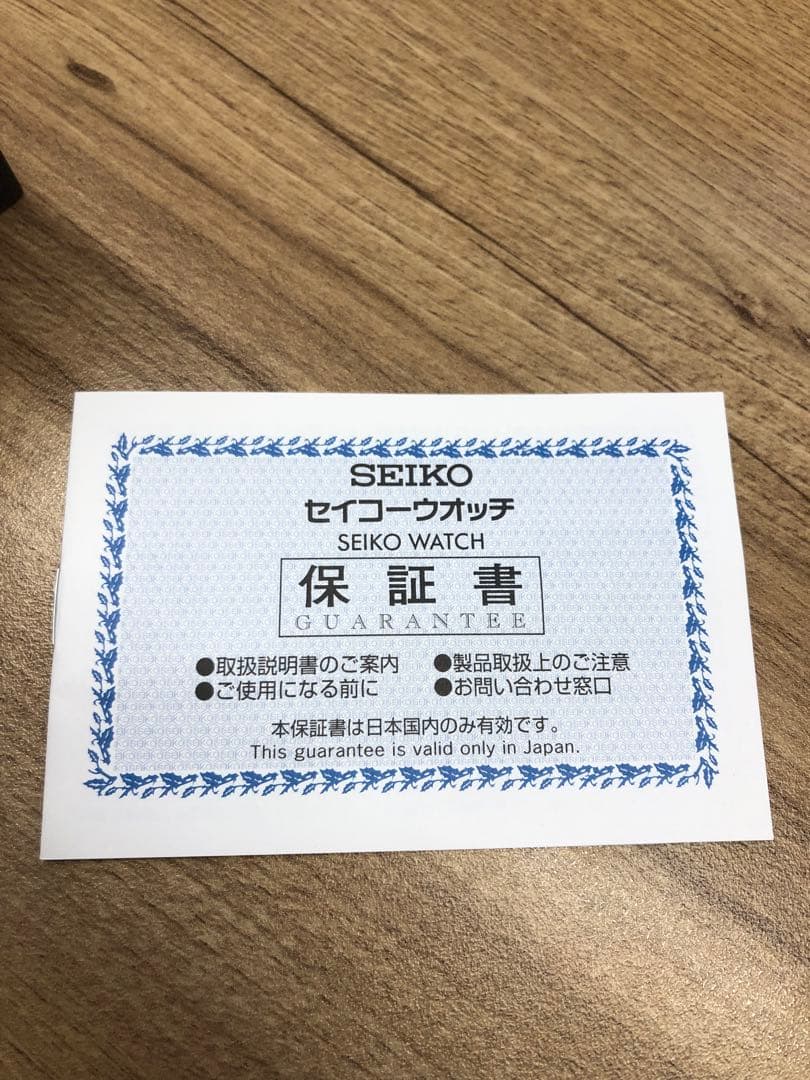 SEIKO
セイコーウオッチ
SEIKO WATCH
保証書
GUARANTEE
●取扱説明書のご案内 ●製品取扱上のご注意
●ご使用になる前に ●お問い合わせ窓口
本保証書は日本国内のみ有効です。
This guarantee is valid only in Japan.